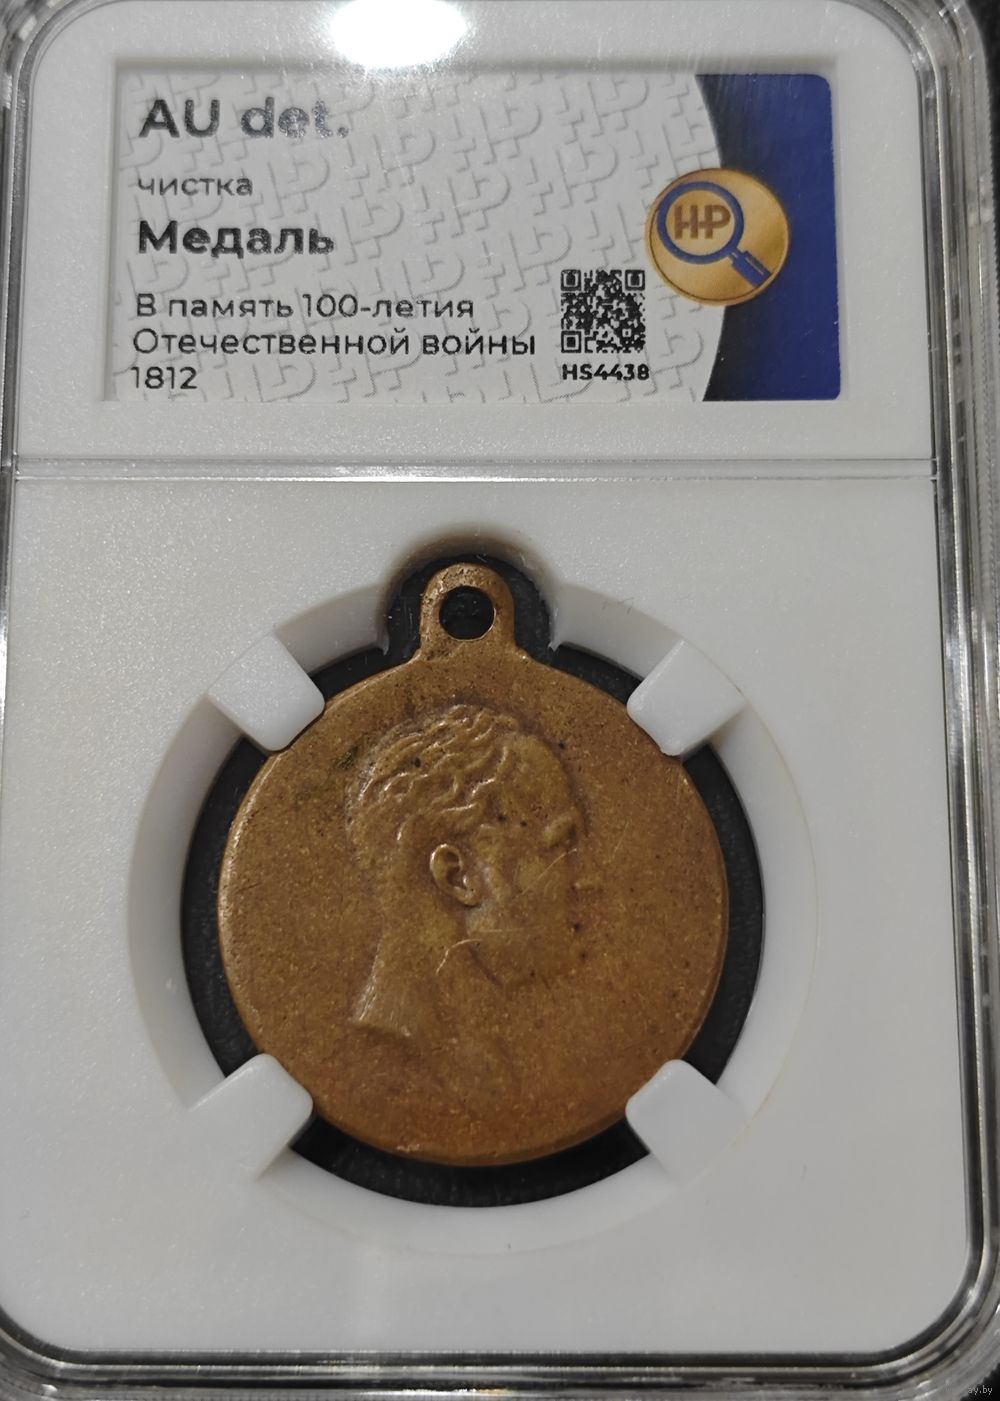 AU det.
чистка
Медаль
В память 100-летия
Отечественной войны
1812
HP
HS4438